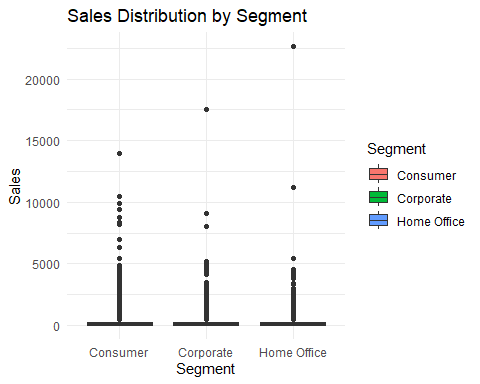 Sales Distribution by Segment
Sales
20000
15000
10000
5000
0
Consumer
Corporate
Home Office
Segment
Segment
Consumer
Corporate
Home Office